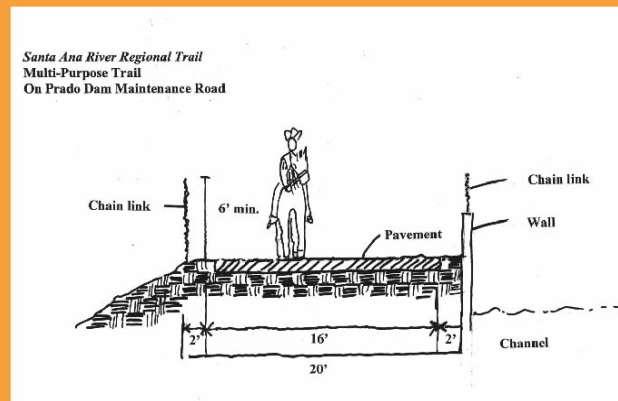 Santa Ana River Regional Trail
Multi-Purpose Trail
On Prado Dam Maintenance Road
Chain link
Chain link
6’ min.
Wall
Pavement
2’
16’
2’
Channel
20’